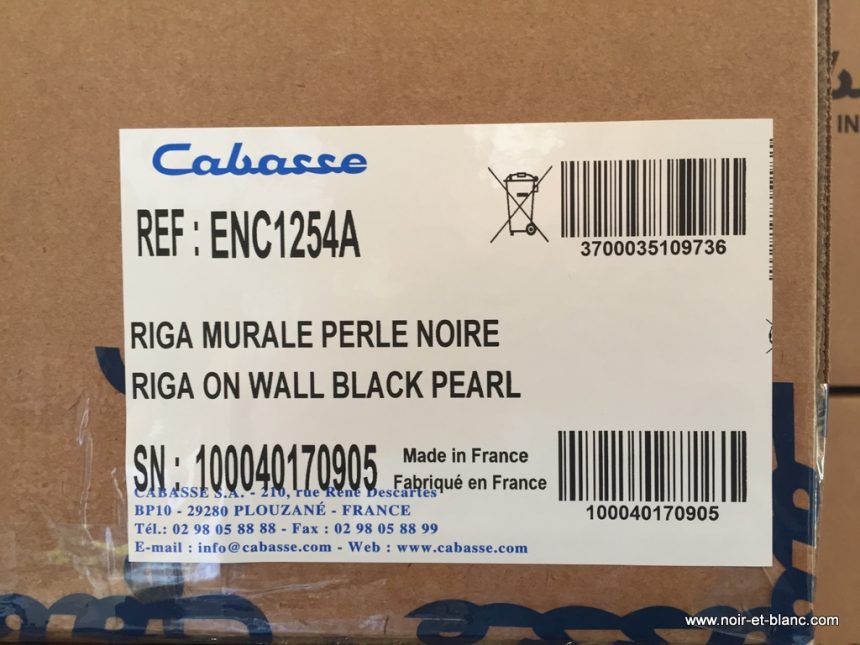 Cabasse
REF : ENC1254A
3700035109736
RIGA MURALE PERLE NOIRE
RIGA ON WALL BLACK PEARL
SN : 100040170905
Made in France
Fabriqué en France
100040170905
CABASSE S.A. - 210, rue René Descartes
BP10 - 29280 PLOUZANÉ - FRANCE
Tél.: 02 98 05 88 88 - Fax : 02 98 05 88 99
E-mail : info@cabasse.com - Web : www.cabasse.com
IN
www.noir-et-blanc.com